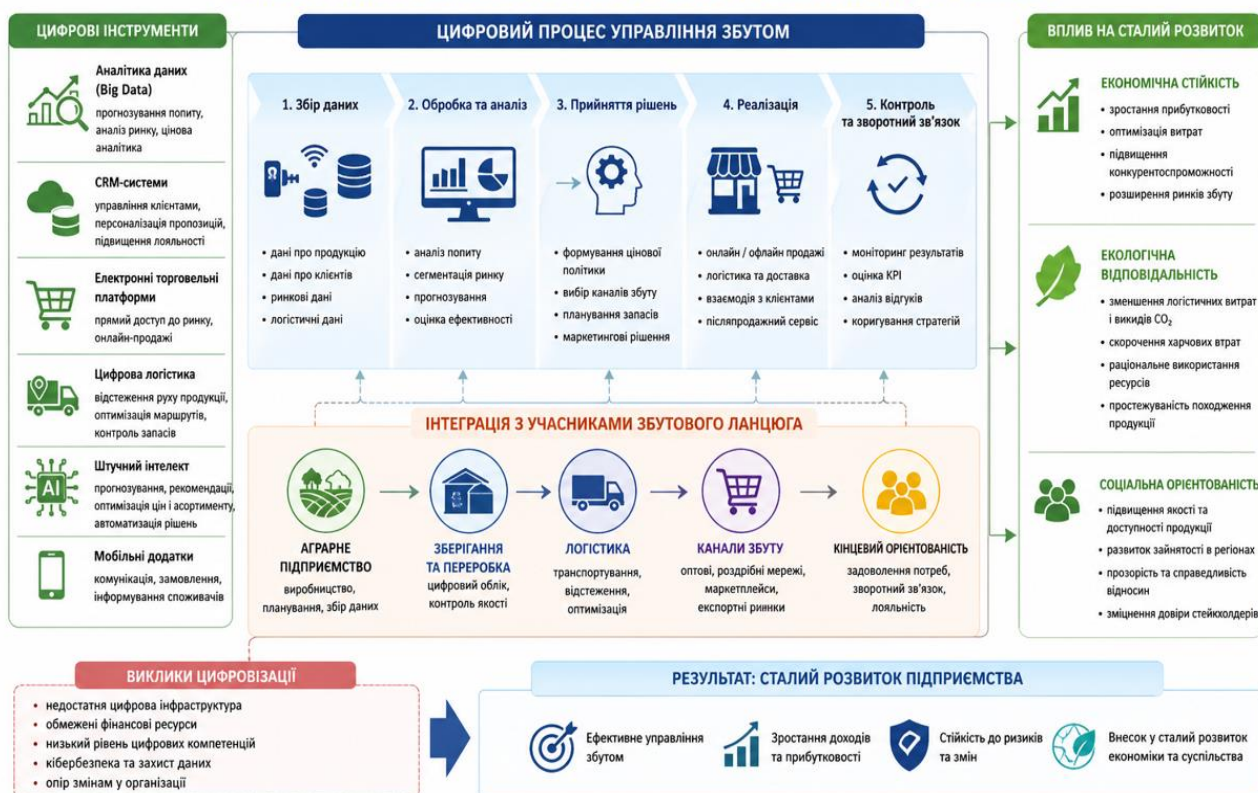 ЦИФРОВІ ІНСТРУМЕНТИ
Аналітика даних
(Big Data)
прогнозування попиту,
аналіз ринку, цінова
аналітика
CRM-системи
управління клієнтами,
персоналізація пропозицій,
підвищення лояльності
Електронні торговельні
платформи
прямий доступ до ринку,
онлайн-продажі
Цифрова логістика
відстеження руху продукції,
оптимізація маршрутів,
контроль запасів
AI
Штучний інтелект
прогнозування, рекомендації,
оптимізація цін і асортименту,
автоматизація рішень
Мобільні додатки
комунікація, замовлення,
інформування споживачів
ЦИФРОВИЙ ПРОЦЕС УПРАВЛІННЯ ЗБУТОМ
1. Збір даних
• дані про продукцію
• дані про клієнтів
• ринкові дані
• логістичні дані
2. Обробка та аналіз
• аналіз попиту
• сегментація ринку
• прогнозування
• оцінка ефективності
3. Прийняття рішень
• формування цінової
політики
• вибір каналів збуту
• планування запасів
• маркетингові рішення
4. Реалізація
• онлайн / офлайн продажі
• логістика та доставка
• взаємодія з клієнтами
• післяпродажний сервіс
5. Контроль
та зворотний зв'язок
• моніторинг результатів
• оцінка KPI
• аналіз відгуків
• коригування стратегій
ІНТЕГРАЦІЯ З УЧАСНИКАМИ ЗБУТОВОГО ЛАНЦЮГА
АГРАРНЕ
ПІДПРИЄМСТВО
виробництво,
планування, збір даних
ЗБЕРІГАННЯ
ТА ПЕРЕРОБКА
цифровий облік,
контроль якості
ЛОГІСТИКА
транспортування,
відстеження,
оптимізація
КАНАЛИ ЗБУТУ
оптові, роздрібні мережі,
маркетплейси,
експортні ринки
КІНЦЕВИЙ ОРІЄНТОВАНІСТЬ
задоволення потреб,
зворотний зв'язок,
лояльність
ВПЛИВ НА СТАЛИЙ РОЗВИТОК
ЕКОНОМІЧНА СТІЙКІСТЬ
• зростання прибутковості
• оптимізація витрат
• підвищення
конкурентоспроможності
• розширення ринків збуту
ЕКОЛОГІЧНА
ВІДПОВІДАЛЬНІСТЬ
• зменшення логістичних витрат
і викидів CO₂
• скорочення харчових втрат
• раціональне використання
ресурсів
• простежуваність походження
продукції
СОЦІАЛЬНА ОРІЄНТОВАНІСТЬ
• підвищення якості та
доступності продукції
• розвиток зайнятості в регіонах
• прозорість та справедливість
відносин
• зміцнення довіри стейкхолдерів
ВИКЛИКИ ЦИФРОВІЗАЦІЇ
• недостатня цифрова інфраструктура
• обмежені фінансові ресурси
• низький рівень цифрових компетенцій
• кібербезпека та захист даних
• опір змінам у організації
РЕЗУЛЬТАТ: СТАЛИЙ РОЗВИТОК ПІДПРИЄМСТВА
Ефективне управління
збутом
Зростання доходів
та прибутковості
Стійкість до ризиків
та змін
Внесок у сталий розвиток
економіки та суспільства